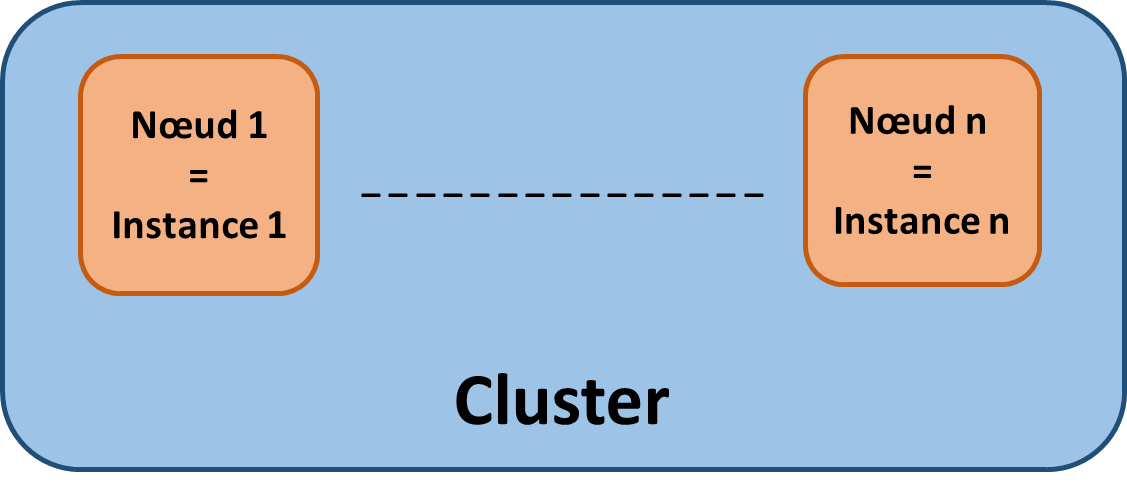 Nœud 1
=
Instance 1
Nœud n
=
Instance n
Cluster